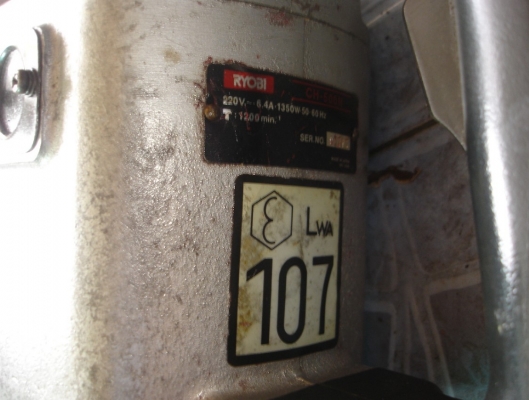 RYOBI
220V.~ 6.4A-1350W-50-60Hz
T: 1200 min.⁻¹
SER NO.
ε LWA
107